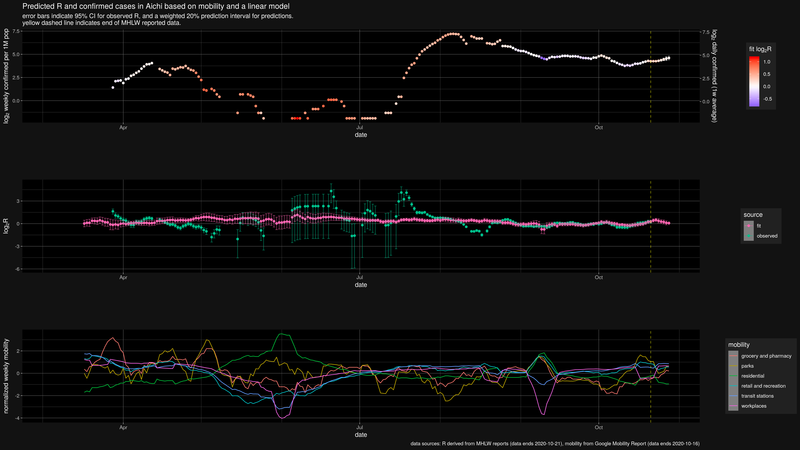 Predicted R and confirmed cases in Aichi based on mobility and a linear model
error bars indicate 95% CI for observed R, and a weighted 20% prediction interval for predictions.
yellow dashed line indicates end of MHLW reported data.
log₂ weekly confirmed per 1M pop
7.5
5.0
2.5
0.0
7.5
5.0
2.5
0.0
log₂ daily confirmed (1w average)
Apr
Jul
Oct
date
fit log₂R
1.0
0.5
0.0
-0.5
log₂R
3
0
-3
-6
Apr
Jul
Oct
date
source
fit
observed
normalised weekly mobility
2
0
-2
-4
Apr
Jul
Oct
date
mobility
grocery and pharmacy
parks
residential
retail and recreation
transit stations
workplaces
data sources: R derived from MHLW reports (data ends 2020-10-21), mobility from Google Mobility Report (data ends 2020-10-16)